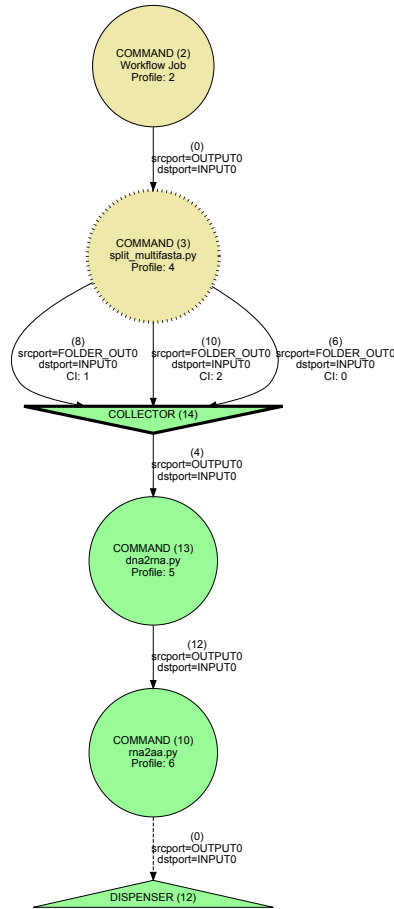 COMMAND (2)
Workflow Job
Profile: 2
(0)
srcport=OUTPUT0
dstport=INPUT0
COMMAND (3)
split_multifasta.py
Profile: 4
(8)
srcport=FOLDER_OUT0
dstport=INPUT0
CI: 1
(10)
srcport=FOLDER_OUT0
dstport=INPUT0
CI: 2
(6)
srcport=FOLDER_OUT0
dstport=INPUT0
CI: 0
COLLECTOR (14)
(4)
srcport=OUTPUT0
dstport=INPUT0
COMMAND (13)
dna2rna.py
Profile: 5
(12)
srcport=OUTPUT0
dstport=INPUT0
COMMAND (10)
rna2aa.py
Profile: 6
(0)
srcport=OUTPUT0
dstport=INPUT0
DISPENSER (12)